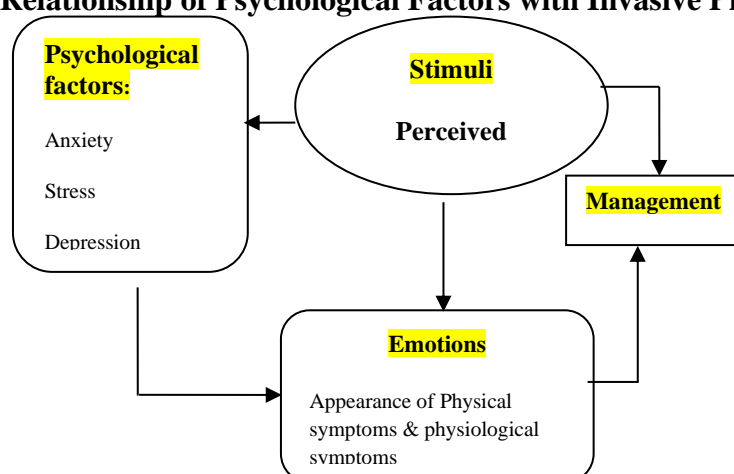 Relationship of Psychological Factors with Invasive
Psychological
factors:
Anxiety
Stress
Depression
Stimuli
Perceived
Management
Emotions
Appearance of Physical
symptoms & physiological
symptoms